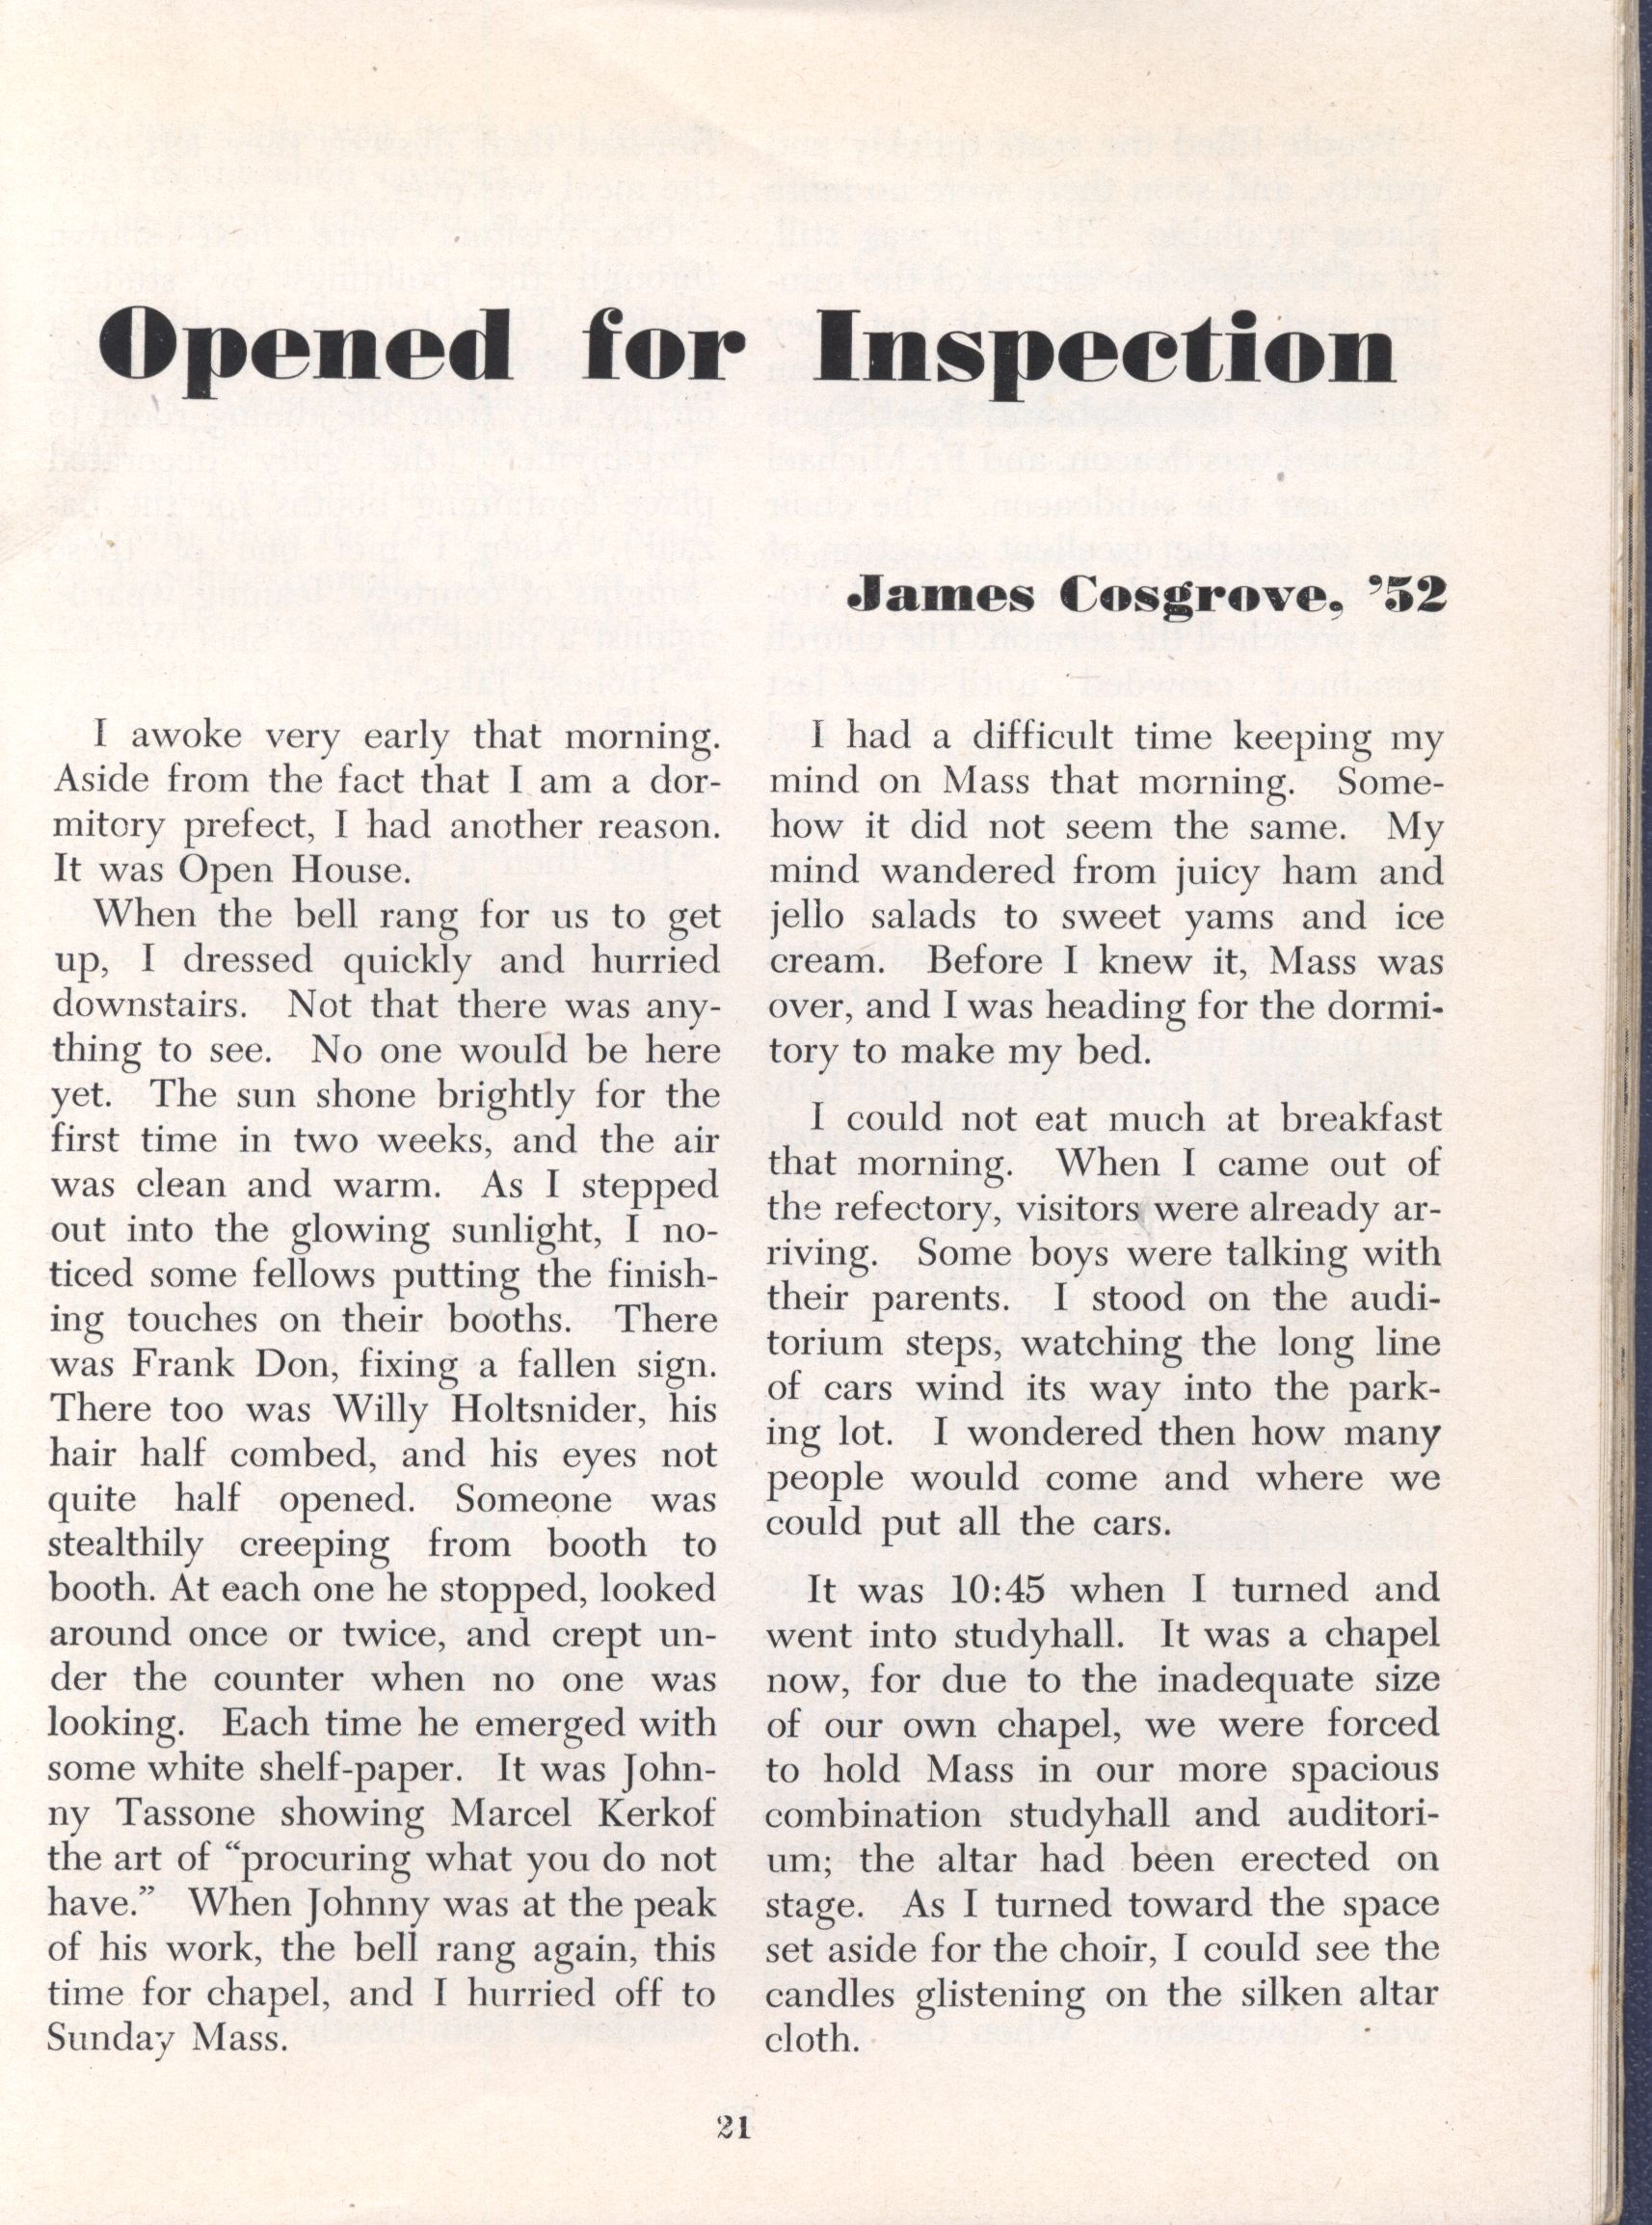 Opened for Inspection
James Cosgrove, ’52
I awoke very early that morning.
Aside from the fact that I am a dor-
mitory prefect, I had another reason.
It was Open House.
When the bell rang for us to get
up, I dressed quickly and hurried
downstairs. Not that there was any-
thing to see. No one would be here
yet. The sun shone brightly for the
first time in two weeks, and the air
was clean and warm. As I stepped
out into the glowing sunlight, I no-
ticed some fellows putting the finish-
ing touches on their booths. There
was Frank Don, fixing a fallen sign.
There too was Willy Holtsnider, his
hair half combed, and his eyes not
quite half opened. Someone was
stealthily creeping from booth to
booth. At each one he stopped, looked
around once or twice, and crept un-
der the counter when no one was
looking. Each time he emerged with
some white shelf-paper. It was John-
ny Tassone showing Marcel Kerkof
the art of “procuring what you do not
have.” When Johnny was at the peak
of his work, the bell rang again, this
time for chapel, and I hurried off to
Sunday Mass.
I had a difficult time keeping my
mind on Mass that morning. Some-
how it did not seem the same. My
mind wandered from juicy ham and
jello salads to sweet yams and ice
cream. Before I knew it, Mass was
over, and I was heading for the dormi-
tory to make my bed.
I could not eat much at breakfast
that morning. When I came out of
the refectory, visitors were already ar-
riving. Some boys were talking with
their parents. I stood on the audi-
torium steps, watching the long line
of cars wind its way into the park-
ing lot. I wondered then how many
people would come and where we
could put all the cars.
It was 10:45 when I turned and
went into studyhall. It was a chapel
now, for due to the inadequate size
of our own chapel, we were forced
to hold Mass in our more spacious
combination studyhall and auditori-
um; the altar had been erected on
stage. As I turned toward the space
set aside for the choir, I could see the
candles glistening on the silken altar
cloth.
21